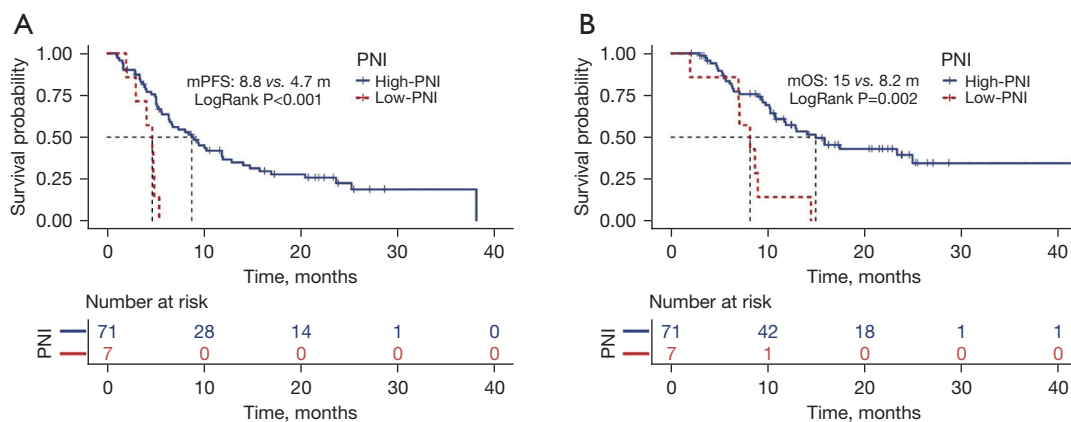 A
PNI
High-PNI
Low-PNI
mPFS: 8.8 vs. 4.7 m
LogRank P<0.001
Survival probability
1.00
0.75
0.50
0.25
0.00
0 10 20 30 40
Time, months
Number at risk
PNI
71 28 14 1 0
7 0 0 0 0
0 10 20 30 40
Time, months
B
PNI
High-PNI
Low-PNI
mOS: 15 vs. 8.2 m
LogRank P=0.002
Survival probability
1.00
0.75
0.50
0.25
0.00
0 10 20 30 40
Time, months
Number at risk
PNI
71 42 18 1 1
7 1 0 0 0
0 10 20 30 40
Time, months